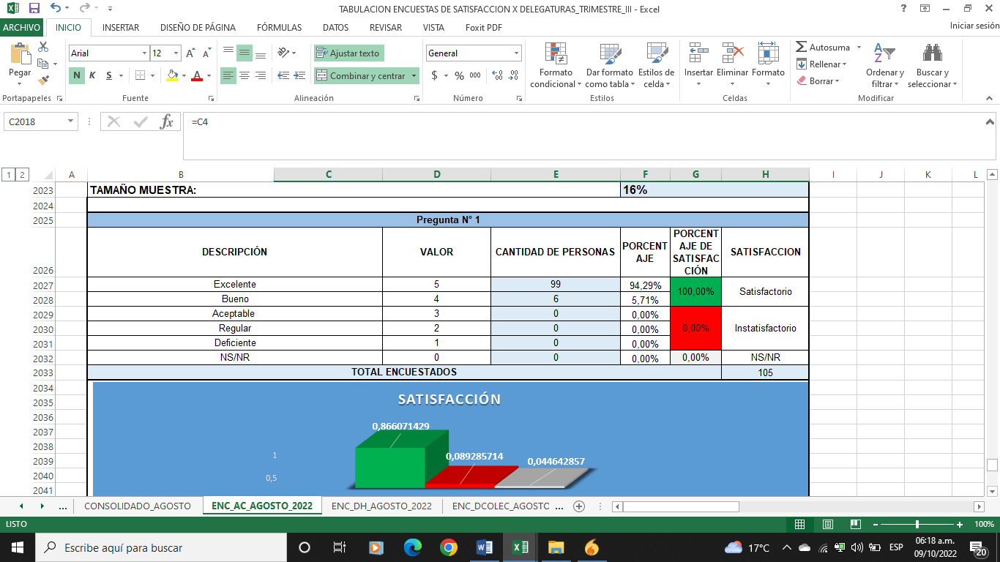 TABULACION ENCUESTAS DE SATISFACCION X DELEGATURAS_TRIMESTRE_III - Excel
ARCHIVO INICIO INSERTAR DISEÑO DE PÁGINA FÓRMULAS DATOS REVISAR VISTA Foxit PDF Iniciar sesión
Pegar
Arial 12
N K S
Ajustar texto
Combinar y centrar
General
$ % 000
Formato condicional
Dar formato como tabla
Estilos de celda
Insertar Eliminar Formato
Autosuma
Rellenar
Borrar
Ordenar y filtrar
Buscar y seleccionar
Portapapeles Fuente Alineación Número Estilos Celdas Modificar
C2018 fx =C4
1 2 A B C D E F G H I J K L
2023 TAMAÑO MUESTRA: 16%
2024
2025 Pregunta N° 1
2026 DESCRIPCIÓN VALOR CANTIDAD DE PERSONAS PORCENTAJE PORCENTAJE DE SATISFACCIÓN SATISFACCION
2027 Excelente 5 99 94,29% 100,00% Satisfactorio
2028 Bueno 4 6 5,71%
2029 Aceptable 3 0 0,00%
2030 Regular 2 0 0,00% 0,00% Instatisfactorio
2031 Deficiente 1 0 0,00%
2032 NS/NR 0 0 0,00% 0,00% NS/NR
2033 TOTAL ENCUESTADOS 105
2034
2035 SATISFACCIÓN
2036
2037 0,866071429
2038
2039 1 0,089285714 0,044642857
2040 0,5
2041
... CONSOLIDADO_AGOSTO ENC_AC_AGOSTO_2022 ENC_DH_AGOSTO_2022 ENC_DCOLEC_AGOSTO ...
LISTO 100%
Escribe aquí para buscar
17°C ESP 06:18 a.m.
09/10/2022 20